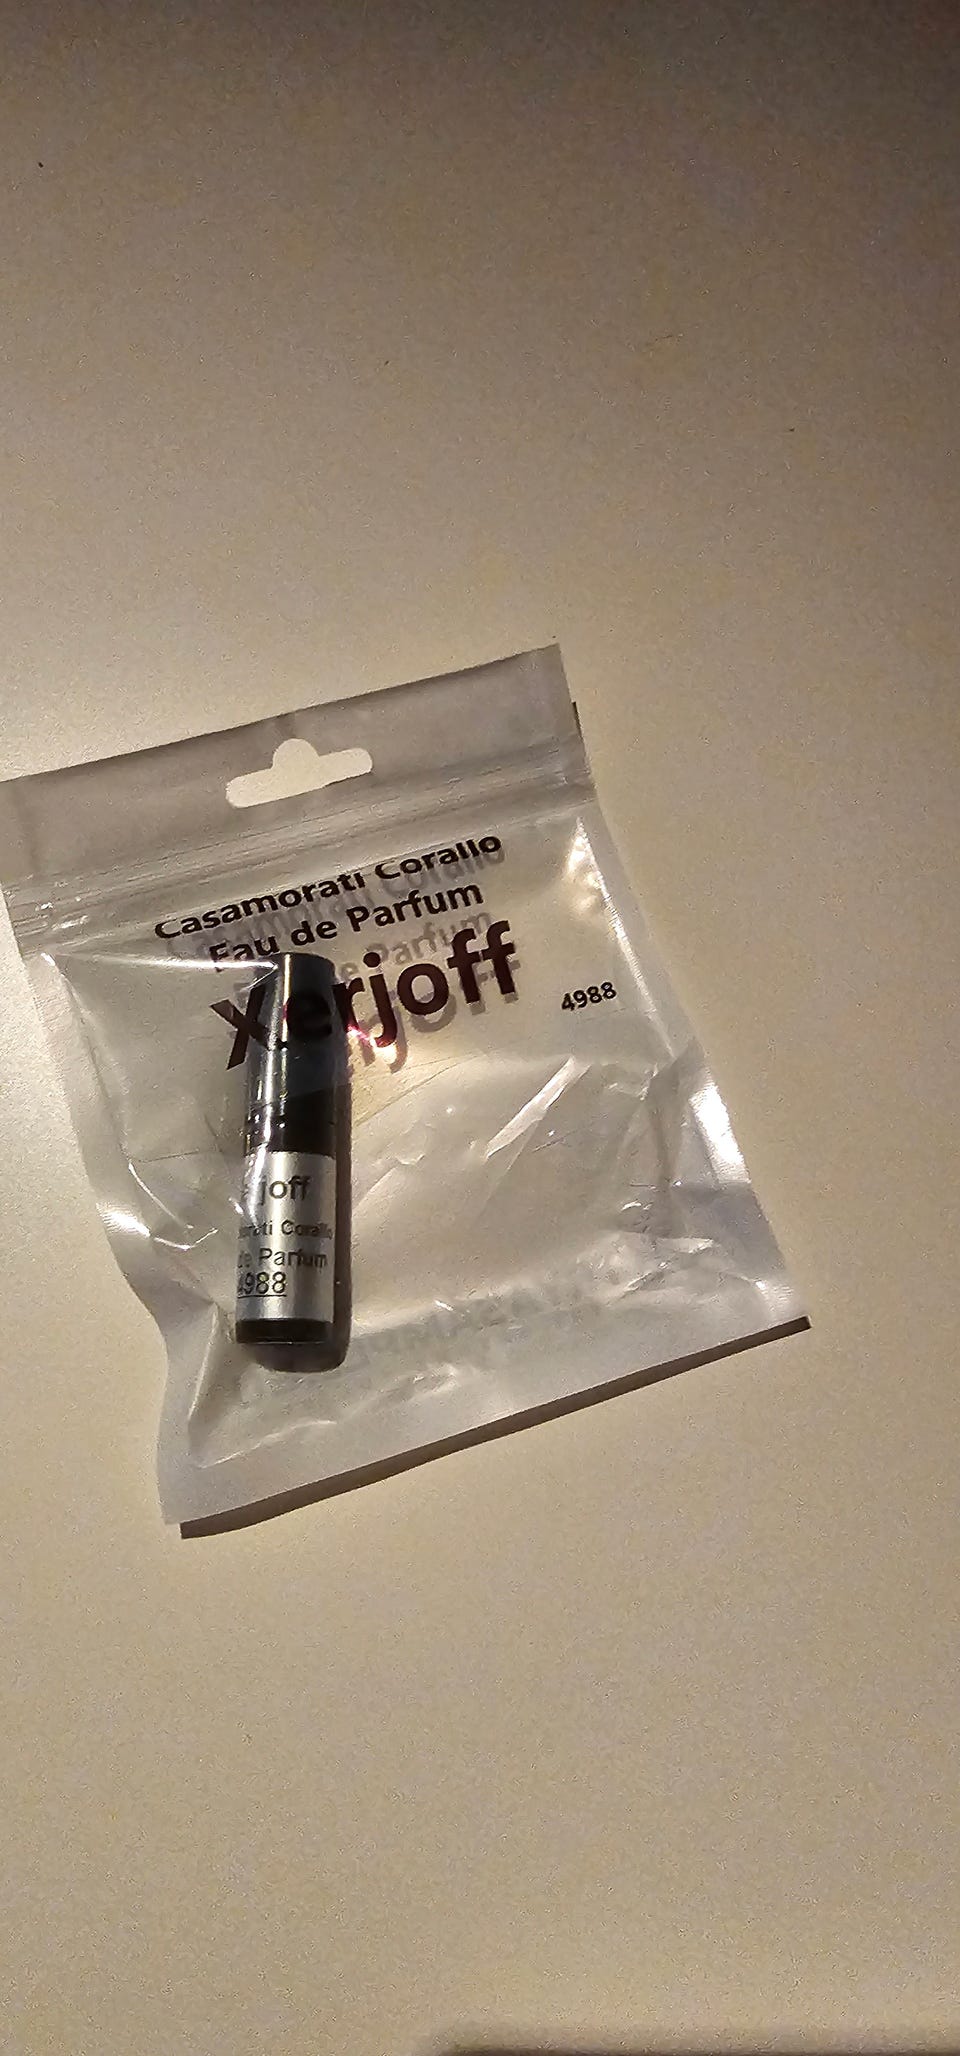 Casamorati Corallo
Eau de Parfum
xerjoff
4988
joff
Corallo
de Parfum
4988